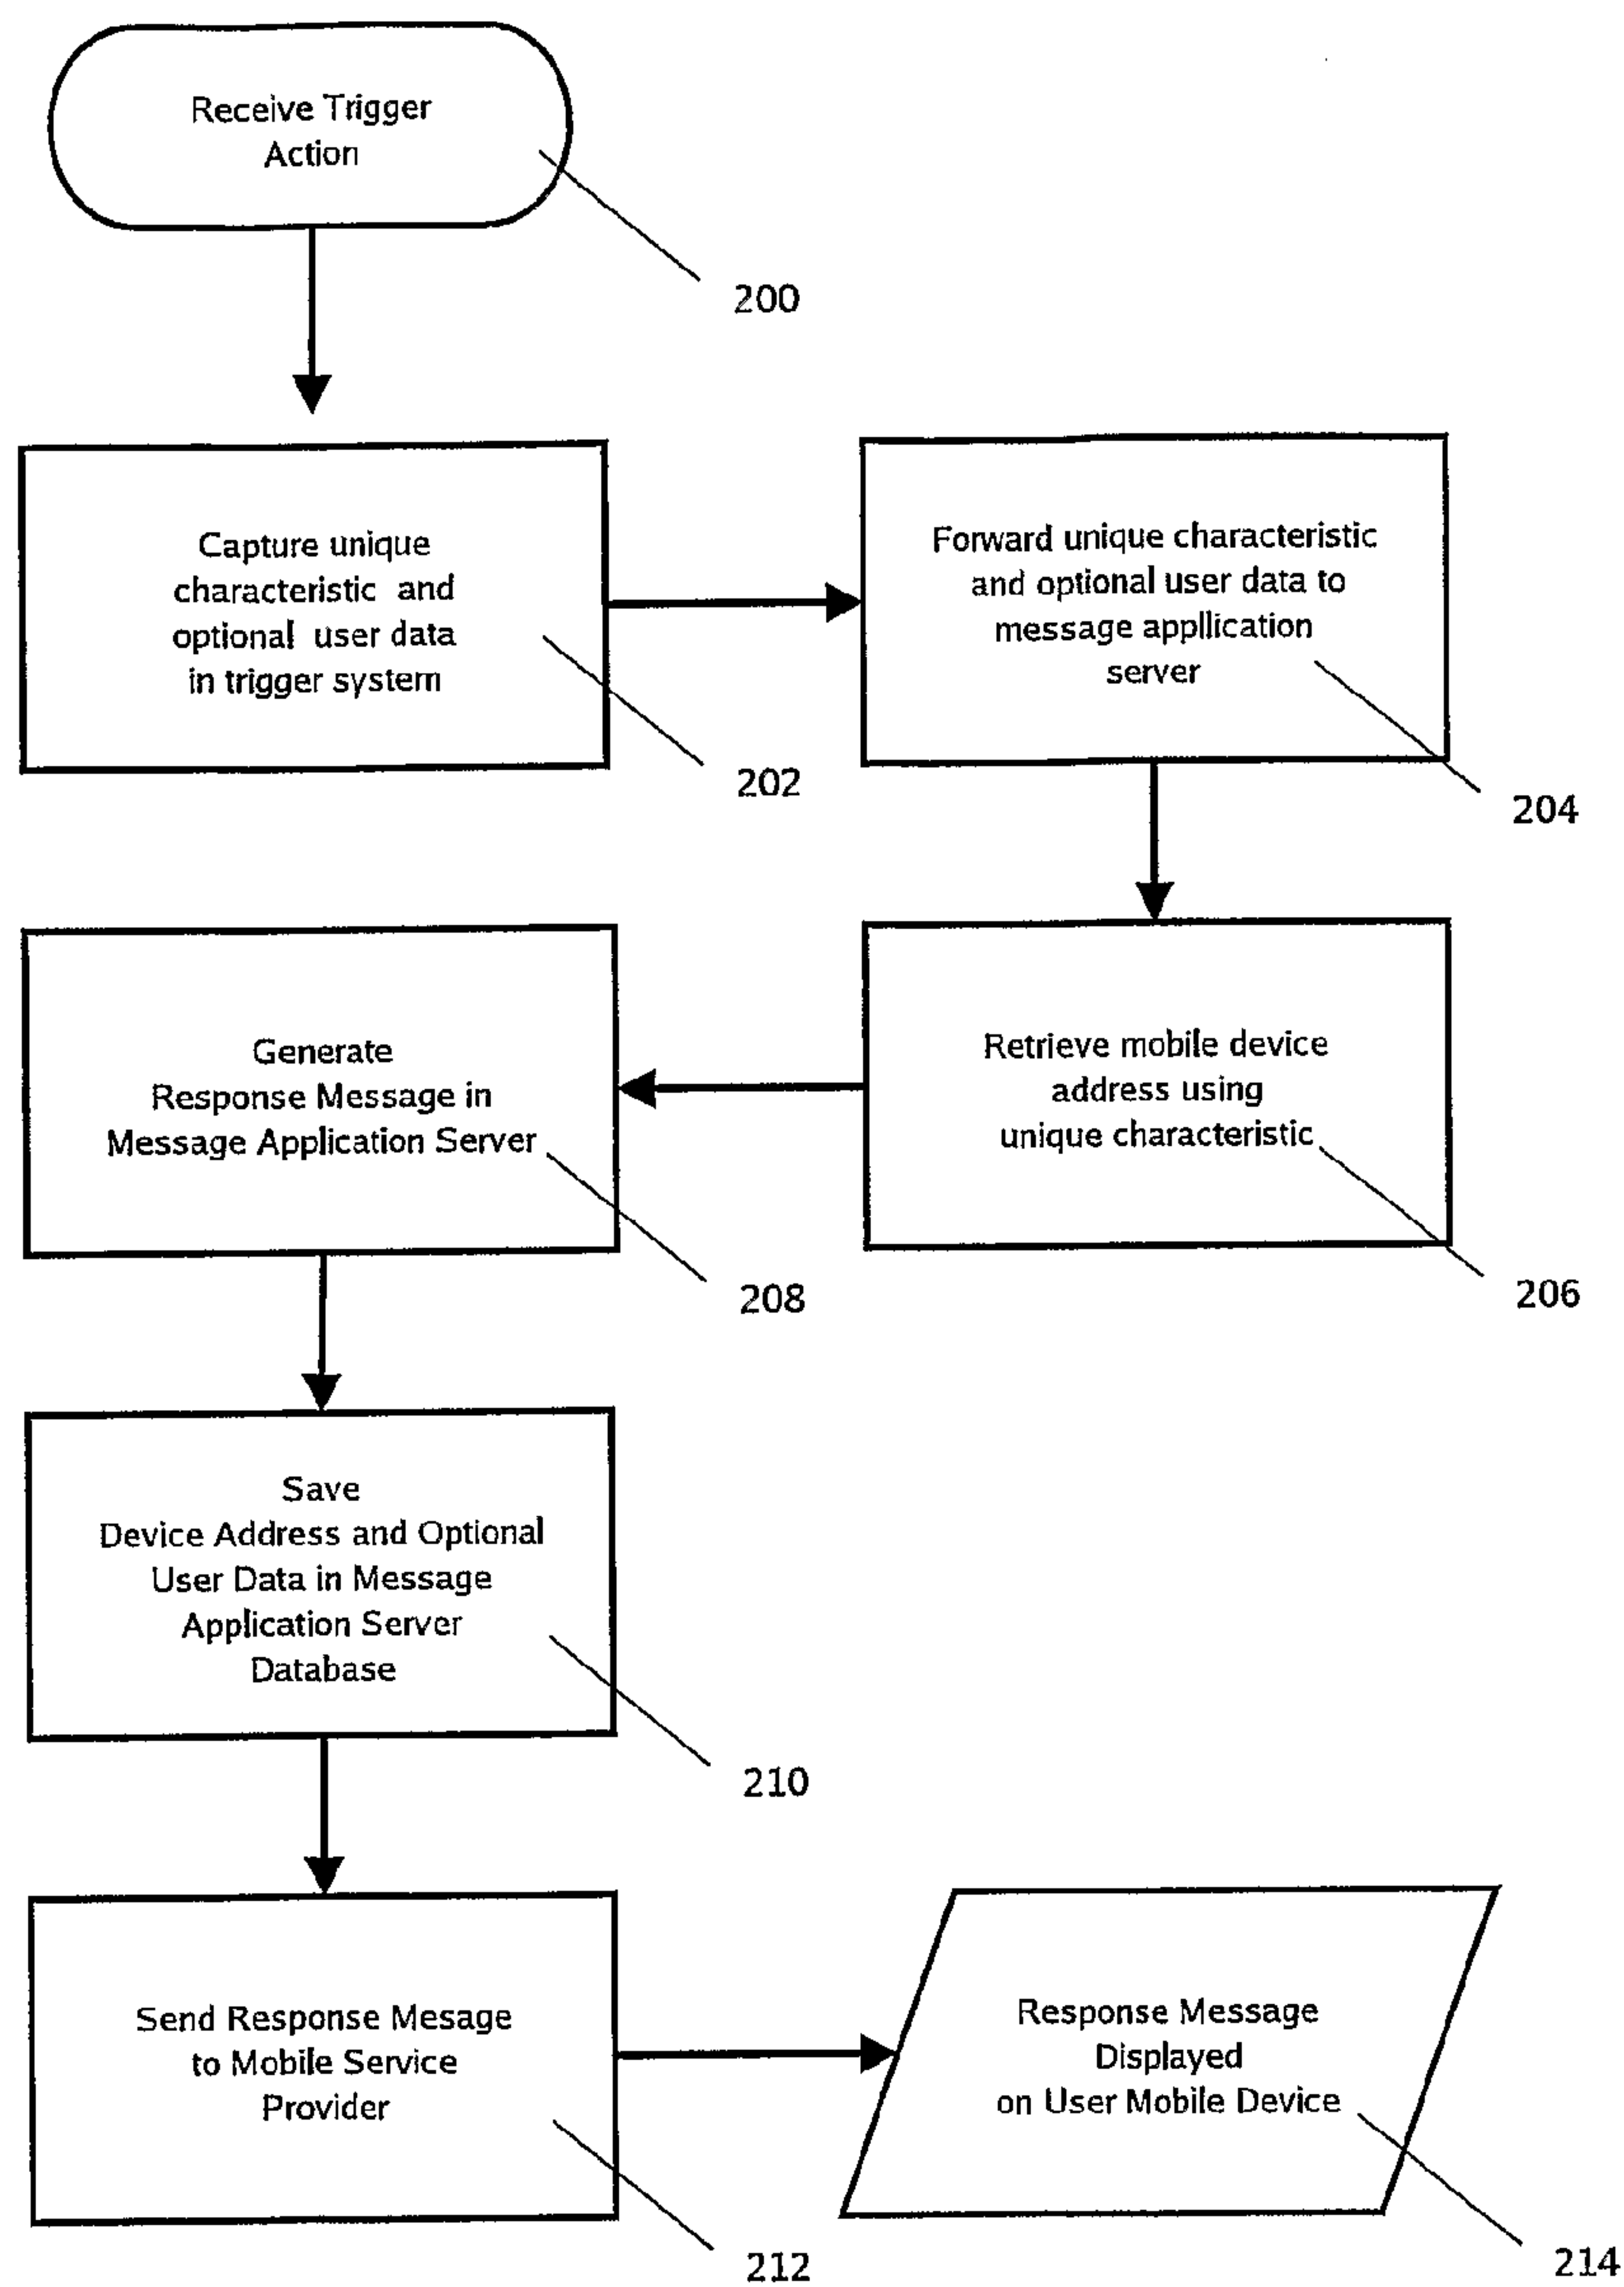 Receive Trigger
Action
200
Capture unique
characteristic and
optional user data
in trigger system
202
Forward unique characteristic
and optional user data to
message appllication
server
204
Retrieve mobile device
address using
unique characteristic
206
Generate
Response Message in
Message Application Server
208
Save
Device Address and Optional
User Data in Message
Application Server
Database
210
Send Response Mesage
to Mobile Service
Provider
212
Response Message
Displayed
on User Mobile Device
214